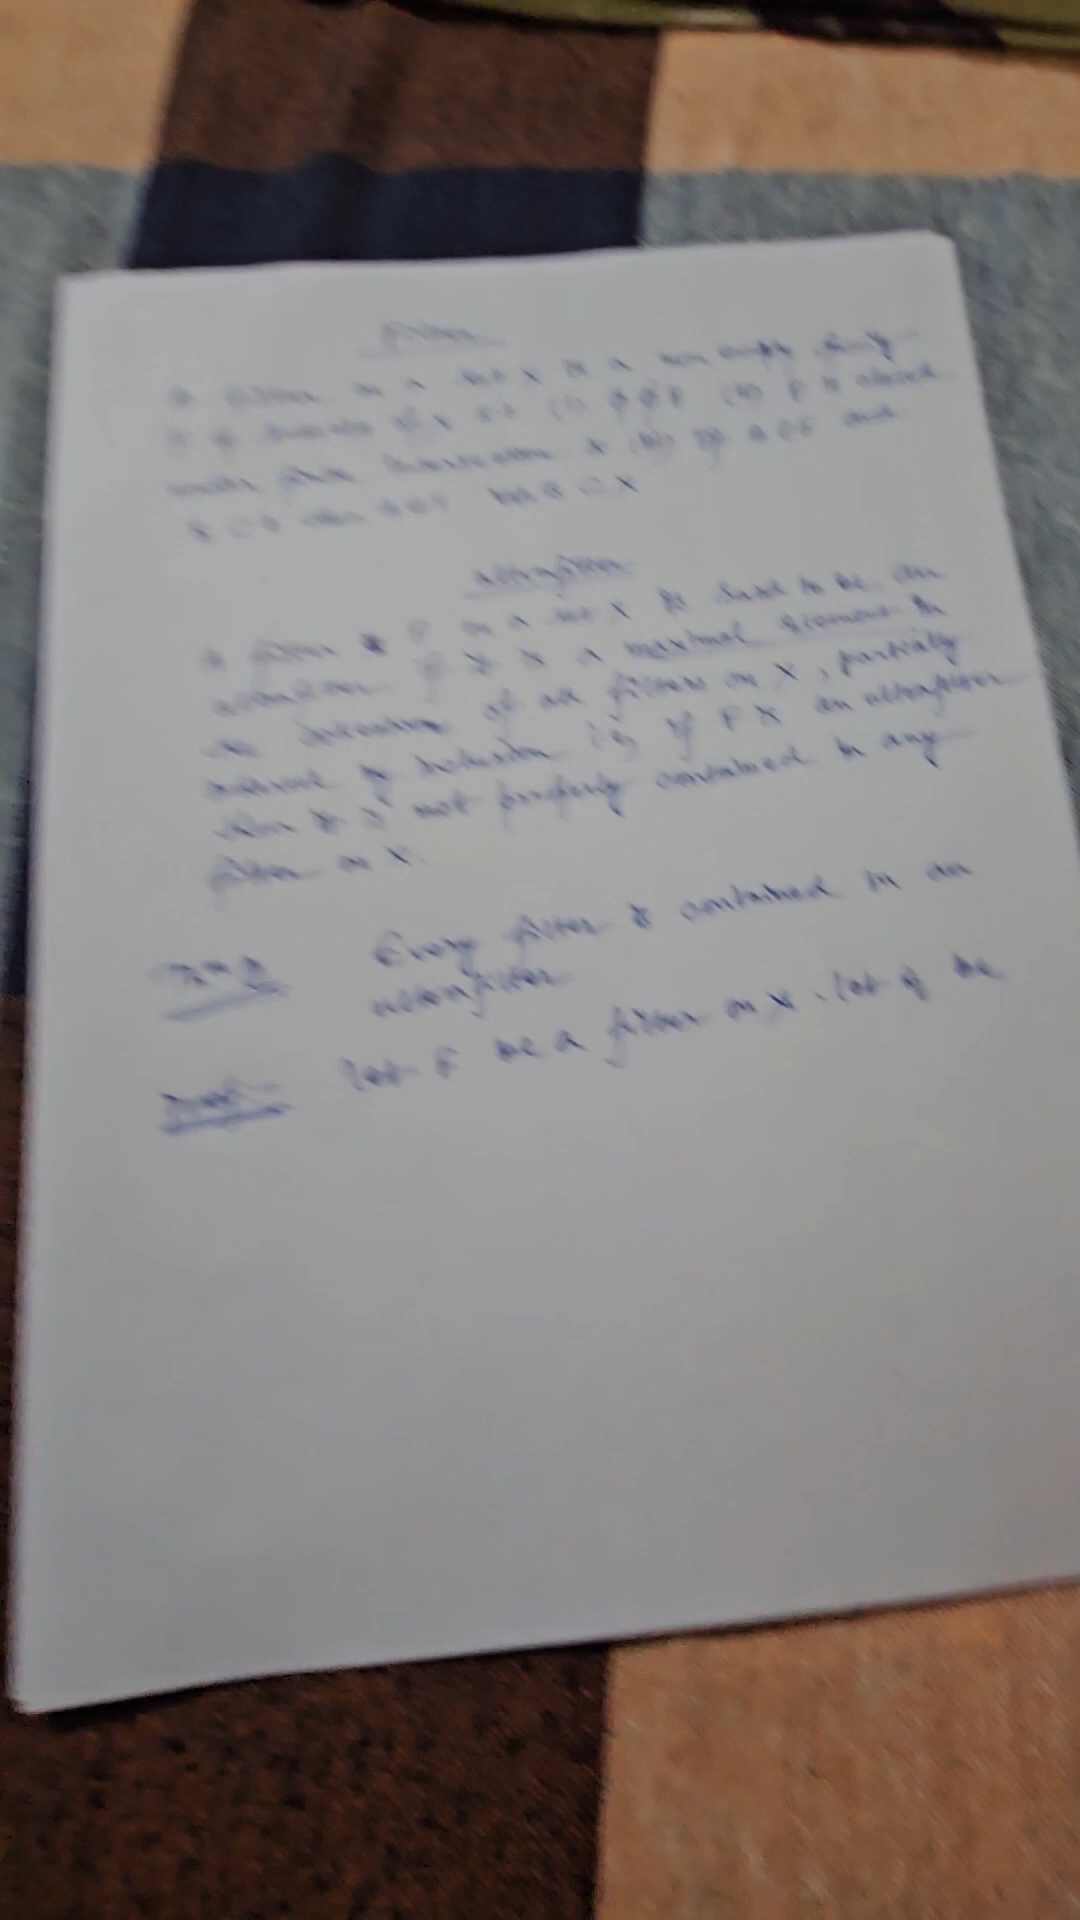 Filter
A filter on a set X is a non empty family
F of subsets of X s.t. (i) φ ∉ F (ii) F is closed
under finite intersection & (iii) If B ∈ F and
then X
ultrafilter
A filter F on a set X is said to be an
ultrafilter if it is a maximal element in
the collection of all filters on X, partially
ordered by inclusion (i.e) if F is an ultrafilter
then it is not properly contained in any
filter on X.
Every filter is contained in an
ultrafilter
Proof:- Let F be a filter on X. Let be